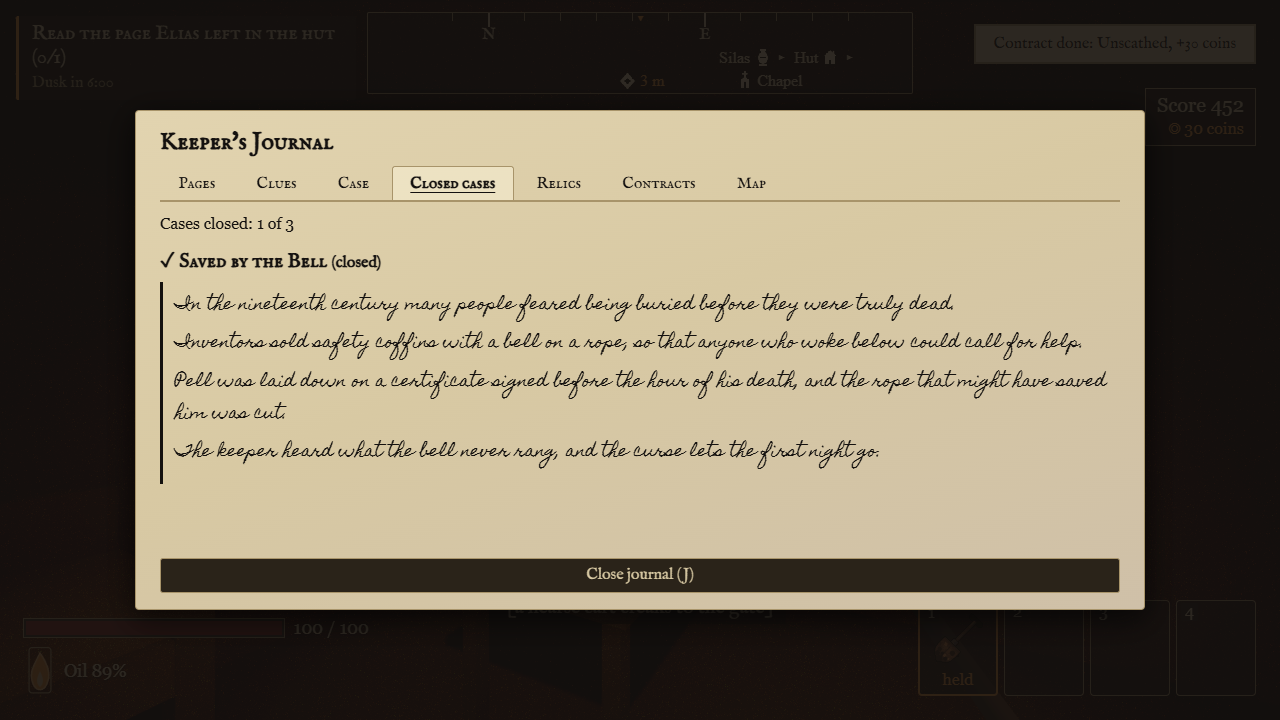 Read the page Elias left in the hut
(0/1)
Dusk in 6:00
N
E
Silas
Hut
3 m
Chapel
Contract done: Unscathed, +30 coins
Score 452
30 coins
Keeper's Journal
Pages
Clues
Case
Closed cases
Relics
Contracts
Map
Cases closed: 1 of 3
✓ Saved by the Bell (closed)
In the nineteenth century many people feared being buried before they were truly dead.
Inventors sold safety coffins with a bell on a rope, so that anyone who woke below could call for help.
Pell was laid down on a certificate signed before the hour of his death, and the rope that might have saved
him was cut.
The keeper heard what the bell never rang, and the curse lets the first night go.
Close journal (J)
100 / 100
Oil 89%
1
2
3
4
held